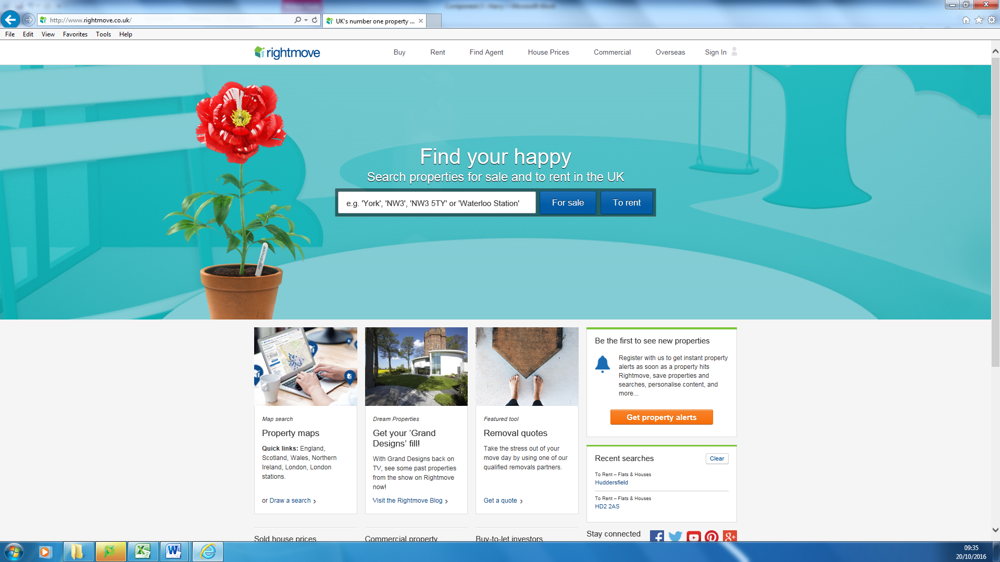 http://www.rightmove.co.uk/
UK's number one property ...
File Edit View Favorites Tools Help
rightmove
Buy Rent Find Agent House Prices Commercial Overseas Sign In
Find your happy
Search properties for sale and to rent in the UK
e.g. 'York', 'NW3', 'NW3 5TY' or 'Waterloo Station' For sale To rent
rightmove
Map search
Property maps
Quick links: England,
Scotland, Wales, Northern
Ireland, London, London
stations.
or Draw a search
Dream Properties
Get your ‘Grand
Designs’ fill!
With Grand Designs back on
TV, see some past properties
from the show on Rightmove
now!
Visit the Rightmove Blog
Featured tool
Removal quotes
Take the stress out of your
move day by using one of our
qualified removals partners.
Get a quote
Be the first to see new properties
Register with us to get instant property
alerts as soon as a property hits
Rightmove, save properties and
searches, personalise content, and
more...
Get property alerts
Recent searches Clear
To Rent – Flats & Houses
Huddersfield
To Rent – Flats & Houses
HD2 2AS
Sold house prices
Commercial property
Buy-to-let investors
Stay connected
09:35
20/10/2016